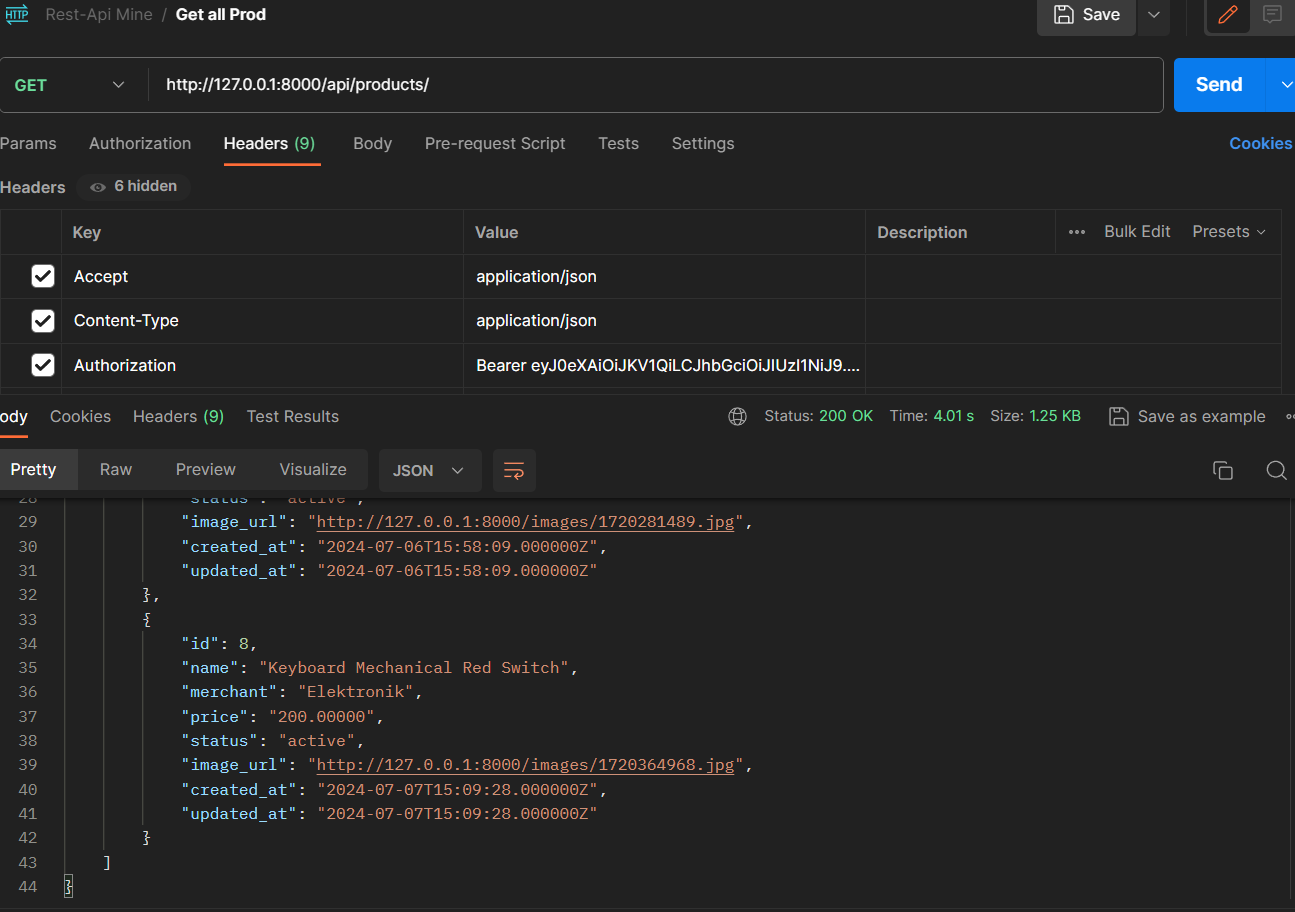 HTTP Rest-Api Mine / Get all Prod Save
GET http://127.0.0.1:8000/api/products/ Send
Params Authorization Headers (9) Body Pre-request Script Tests Settings Cookies
Headers 6 hidden
Key Value Description ••• Bulk Edit Presets
Accept application/json
Content-Type application/json
Authorization Bearer eyJ0eXAiOiJKV1QiLCJhbGciOiJIUzI1NiJ9....
ody Cookies Headers (9) Test Results Status: 200 OK Time: 4.01 s Size: 1.25 KB Save as example
Pretty Raw Preview Visualize JSON
28 "status": "active",
29 "image_url": "http://127.0.0.1:8000/images/1720281489.jpg",
30 "created_at": "2024-07-06T15:58:09.000000Z",
31 "updated_at": "2024-07-06T15:58:09.000000Z"
32 },
33 {
34 "id": 8,
35 "name": "Keyboard Mechanical Red Switch",
36 "merchant": "Elektronik",
37 "price": "200.00000",
38 "status": "active",
39 "image_url": "http://127.0.0.1:8000/images/1720364968.jpg",
40 "created_at": "2024-07-07T15:09:28.000000Z",
41 "updated_at": "2024-07-07T15:09:28.000000Z"
42 }
43 ]
44 }